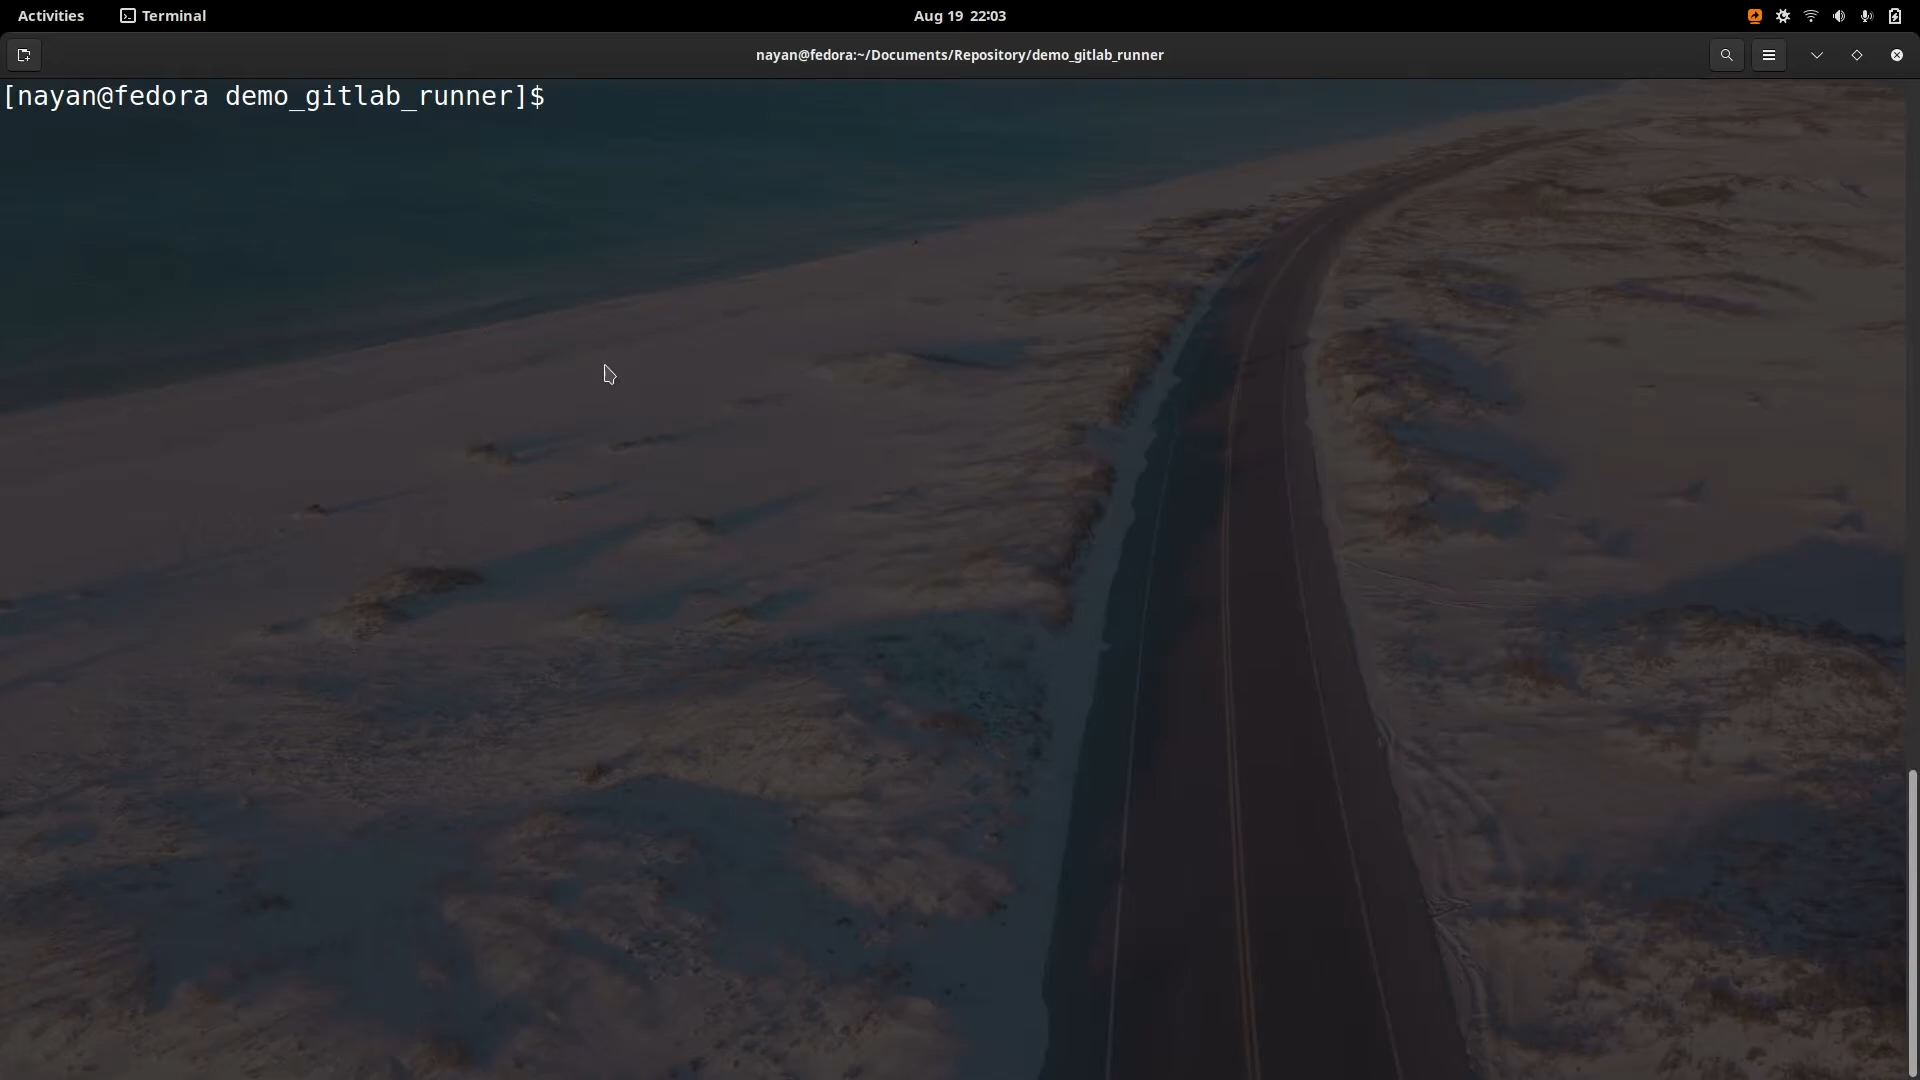 Activities Terminal Aug 19 22:03
nayan@fedora:~/Documents/Repository/demo_gitlab_runner
[nayan@fedora demo_gitlab_runner]$